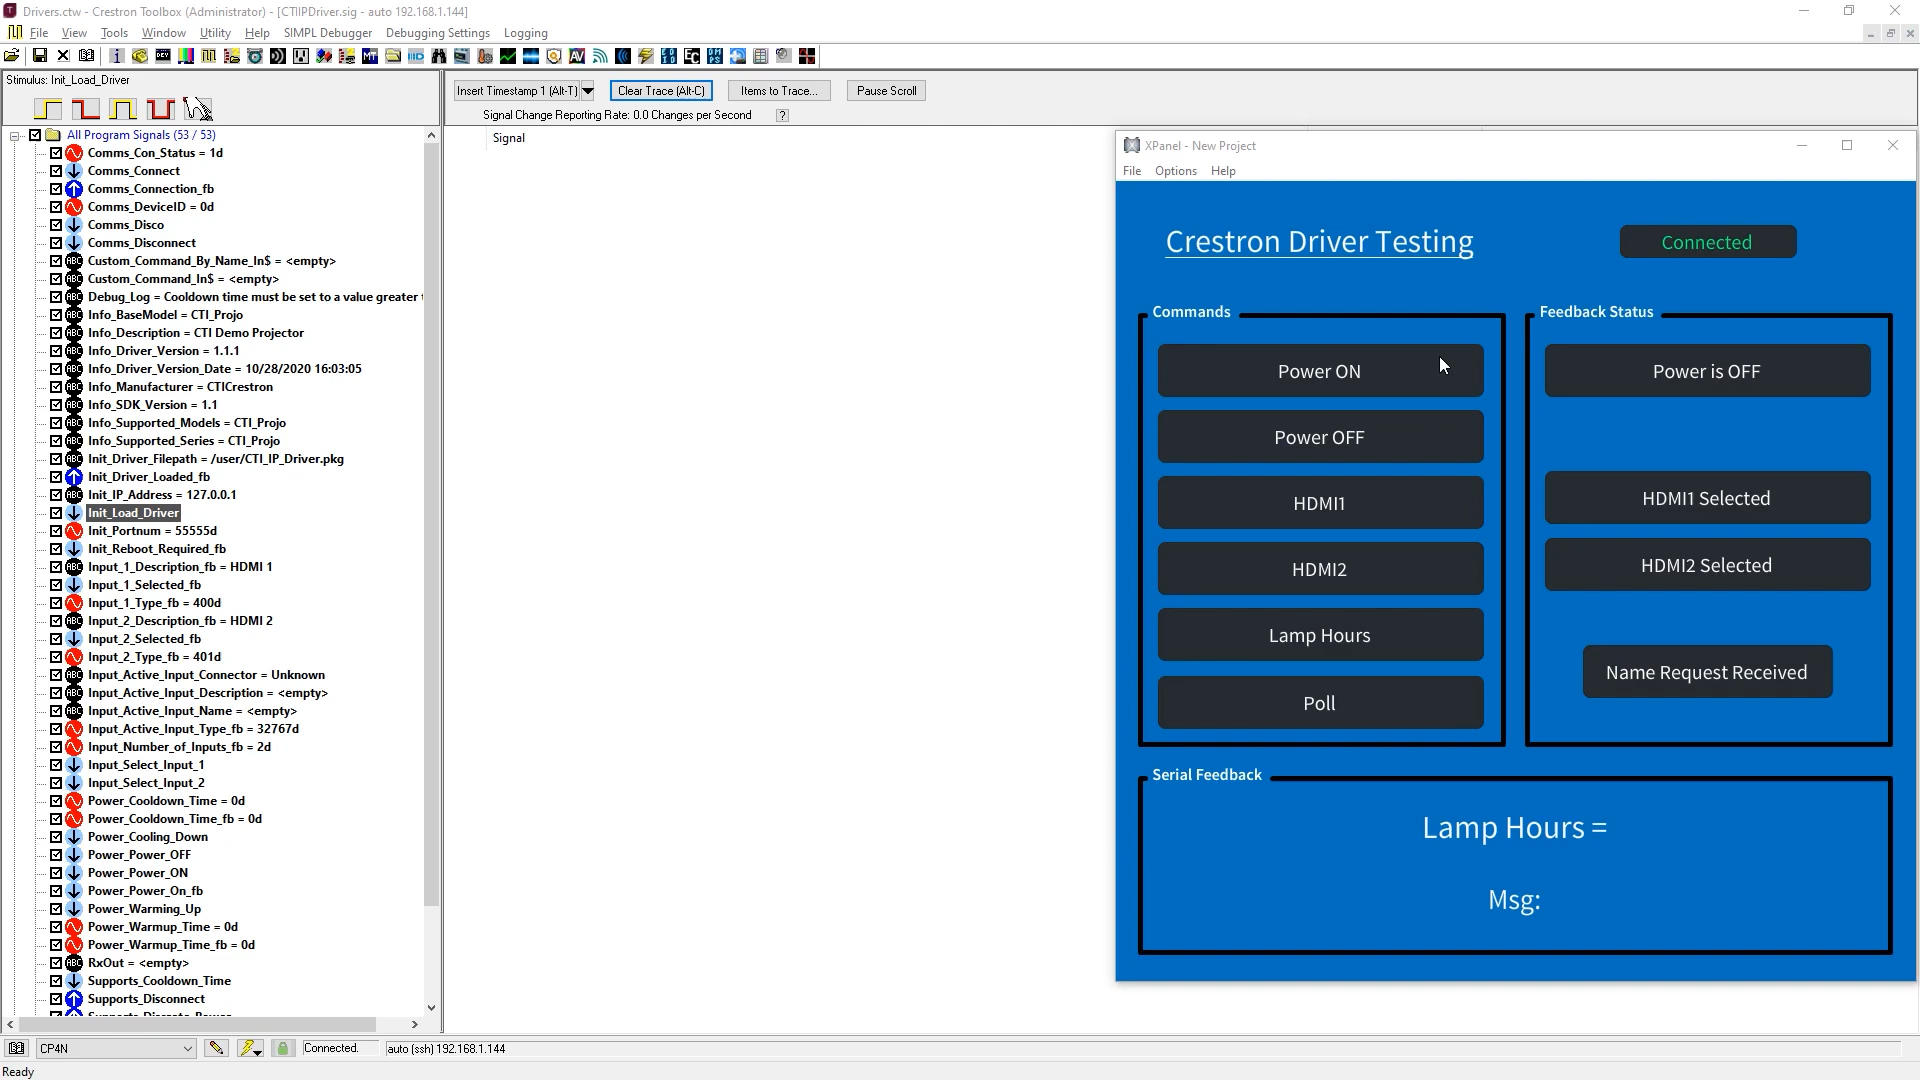 Drivers.ctw - Crestron Toolbox (Administrator) - [CTIIPDriver.sig - auto 192.168.1.144]
File View Tools Window Utility Help SIMPL Debugger Debugging Settings Logging
Stimulus: Init_Load_Driver
Insert Timestamp 1 (Alt-T) Clear Trace (Alt-C) Items to Trace... Pause Scroll
Signal Change Reporting Rate: 0.0 Changes per Second ?
Signal
All Program Signals (53 / 53)
Comms_Con_Status = 1d
Comms_Connect
Comms_Connection_fb
Comms_DeviceID = 0d
Comms_Disco
Comms_Disconnect
Custom_Command_By_Name_In$ = <empty>
Custom_Command_In$ = <empty>
Debug_Log = Cooldown time must be set to a value greater
Info_BaseModel = CTI_Projo
Info_Description = CTI Demo Projector
Info_Driver_Version = 1.1.1
Info_Driver_Version_Date = 10/28/2020 16:03:05
Info_Manufacturer = CTICrestron
Info_SDK_Version = 1.1
Info_Supported_Models = CTI_Projo
Info_Supported_Series = CTI_Projo
Init_Driver_Filepath = /user/CTI_IP_Driver.pkg
Init_Driver_Loaded_fb
Init_IP_Address = 127.0.0.1
Init_Load_Driver
Init_Portnum = 55555d
Init_Reboot_Required_fb
Input_1_Description_fb = HDMI 1
Input_1_Selected_fb
Input_1_Type_fb = 400d
Input_2_Description_fb = HDMI 2
Input_2_Selected_fb
Input_2_Type_fb = 401d
Input_Active_Input_Connector = Unknown
Input_Active_Input_Description = <empty>
Input_Active_Input_Name = <empty>
Input_Active_Input_Type_fb = 32767d
Input_Number_of_Inputs_fb = 2d
Input_Select_Input_1
Input_Select_Input_2
Power_Cooldown_Time = 0d
Power_Cooldown_Time_fb = 0d
Power_Cooling_Down
Power_Power_OFF
Power_Power_ON
Power_Power_On_fb
Power_Warming_Up
Power_Warmup_Time = 0d
Power_Warmup_Time_fb = 0d
RxOut = <empty>
Supports_Cooldown_Time
Supports_Disconnect
XPanel - New Project
File Options Help
Crestron Driver Testing
Connected
Commands
Power ON
Power OFF
HDMI1
HDMI2
Lamp Hours
Poll
Feedback Status
Power is OFF
HDMI1 Selected
HDMI2 Selected
Name Request Received
Serial Feedback
Lamp Hours =
Msg:
CP4N Connected. auto (ssh) 192.168.1.144
Ready